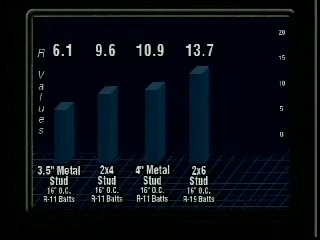 R Values
6.1 9.6 10.9 13.7
20
15
10
5
0
3.5" Metal Stud 16" O.C. R-11 Batts
2x4 Stud 16" O.C. R-11 Batts
4" Metal Stud 16" O.C. R-11 Batts
2x6 Stud 16" O.C. R-19 Batts